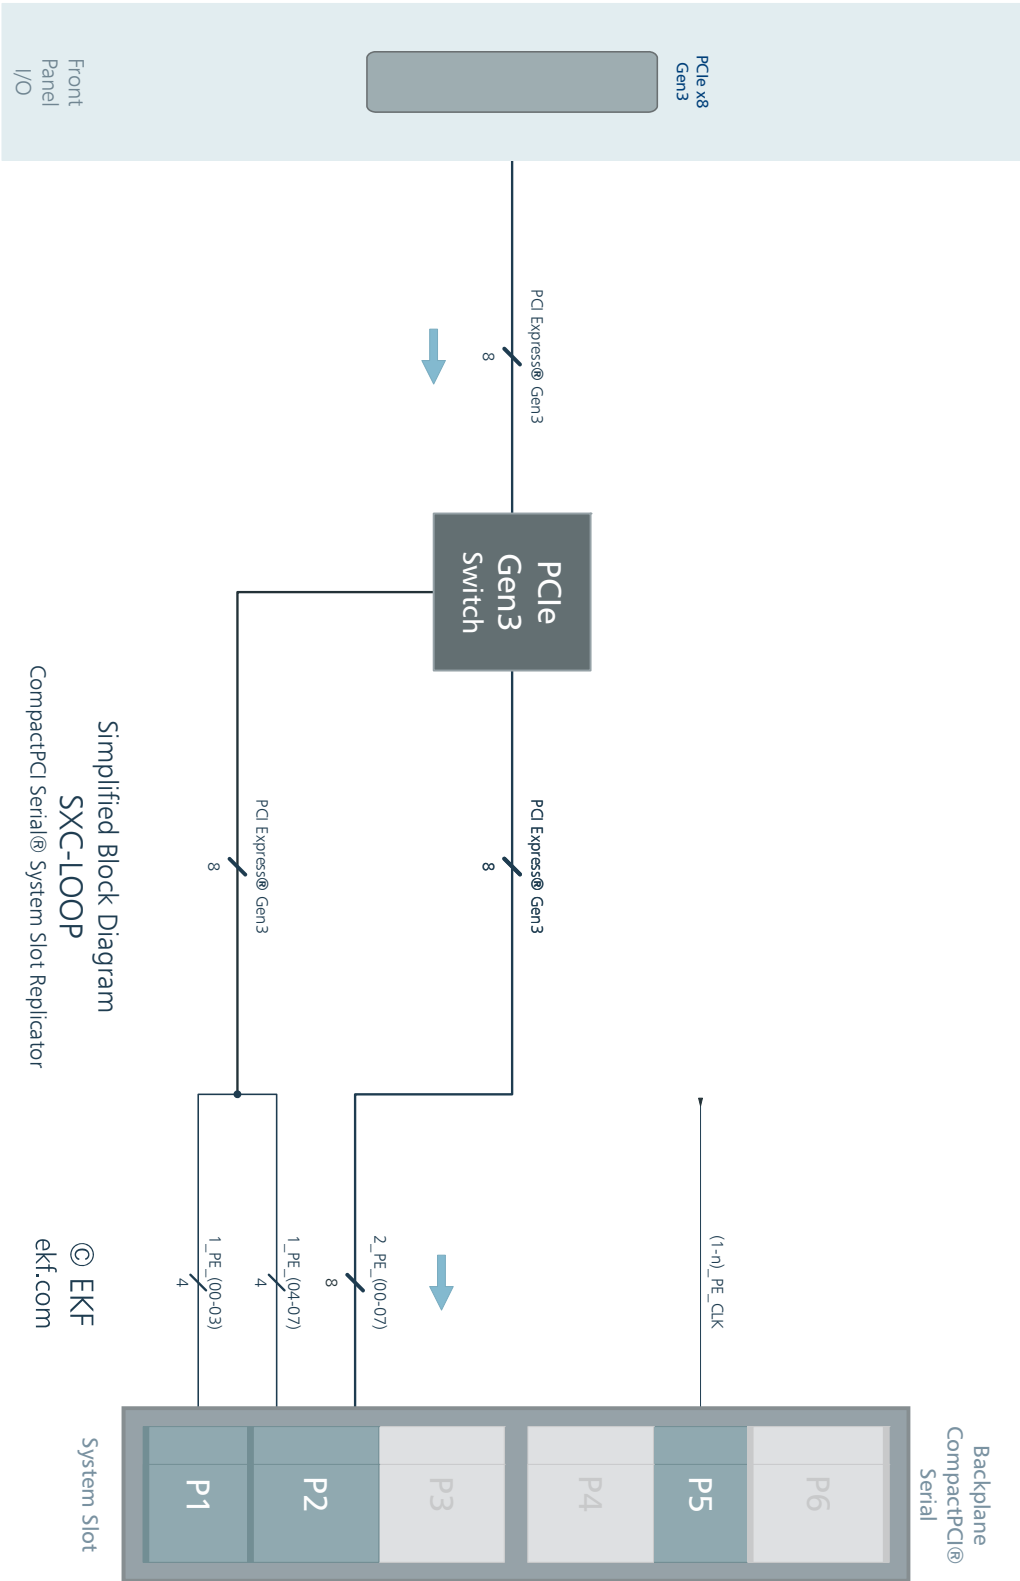 PCIe x8
Gen3
Front
Panel
I/O
PCI Express® Gen3
8
PCIe
Gen3
Switch
PCI Express® Gen3
8
PCI Express® Gen3
8
Simplified Block Diagram
SXC-LOOP
CompactPCI Serial® System Slot Replicator
(1-n)_PE_CLK
2_PE_(00-07)
8
1_PE_(04-07)
4
1_PE_(00-03)
4
© EKF
ekf.com
Backplane
CompactPCI®
Serial
P6
P5
P4
P3
P2
P1
System Slot